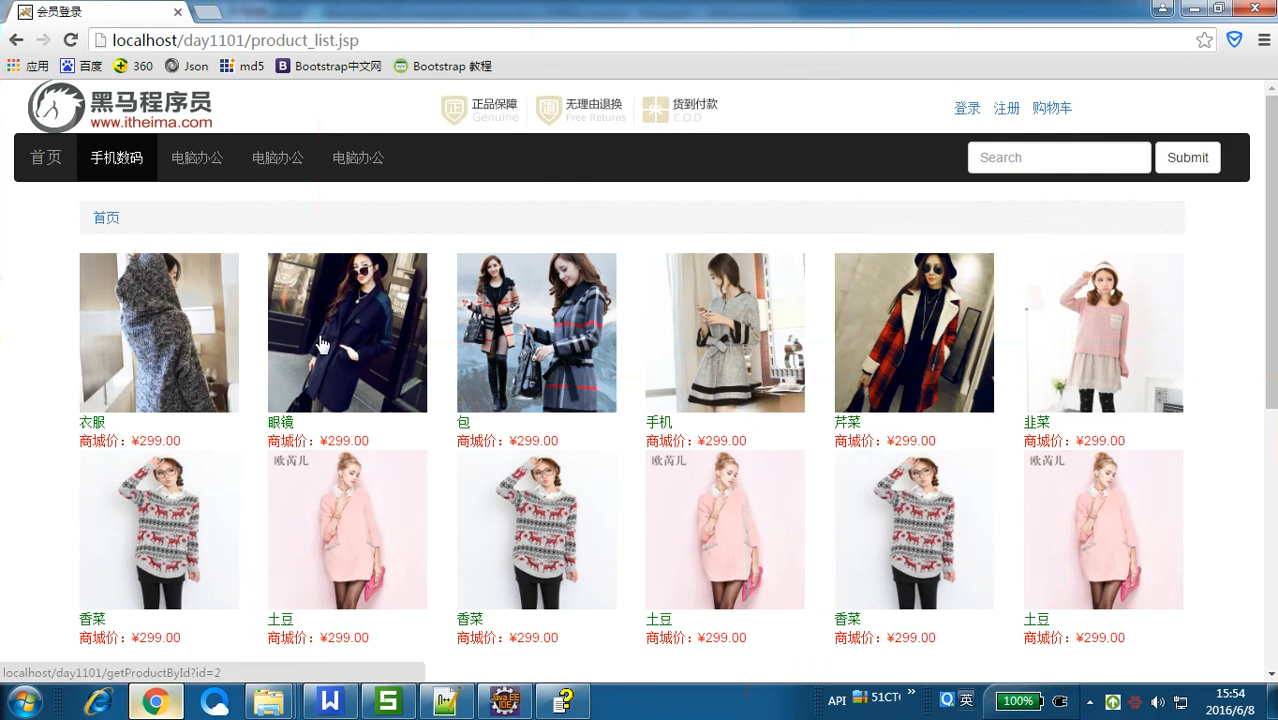 会员登录
localhost/day1101/product_list.jsp
应用 百度 360 Json md5 Bootstrap中文网 Bootstrap 教程
黑马程序员
www.itheima.com
正 正品保障 Genuine
退 无理由退换 Free Returns
货到付款 C.O.D
登录 注册 购物车
首页 手机数码 电脑办公 电脑办公 电脑办公 Search Submit
首页
衣服 眼镜 包 手机 芹菜 韭菜
商城价：¥299.00 商城价：¥299.00 商城价：¥299.00 商城价：¥299.00 商城价：¥299.00 商城价：¥299.00
欧芮儿 欧芮儿 欧芮儿
香菜 土豆 香菜 土豆 香菜 土豆
商城价：¥299.00 商城价：¥299.00 商城价：¥299.00 商城价：¥299.00 商城价：¥299.00 商城价：¥299.00
localhost/day1101/getProductById?id=2
Java EE IDE API 51CT 英 100% 15:54
2016/6/8